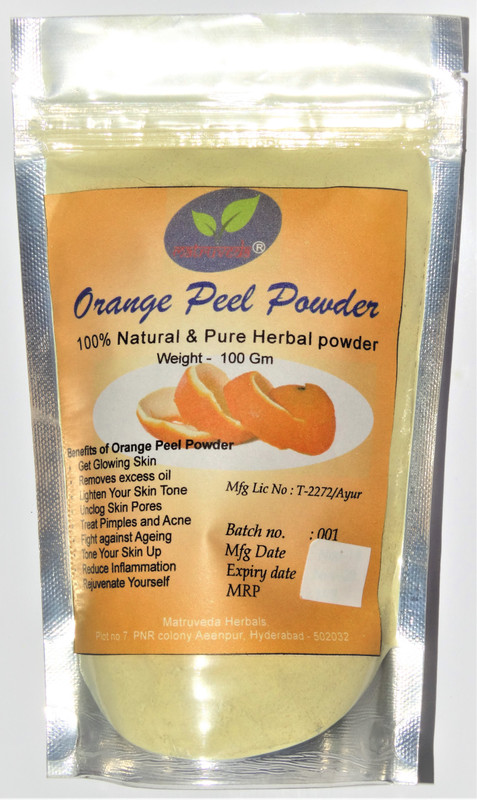 matruveda®
Orange Peel Powder
100% Natural & Pure Herbal powder
Weight - 100 Gm
Benefits of Orange Peel Powder
Get Glowing Skin
Removes excess oil
Lighten Your Skin Tone
Unclog Skin Pores
Treat Pimples and Acne
Fight against Ageing
Tone Your Skin Up
Reduce Inflammation
Rejuvenate Yourself
Mfg Lic No : T-2272/Ayur
Batch no. : 001
Mfg Date
Expiry date
MRP
Matruveda Herbals,
Plot no 7, PNR colony Aeenpur, Hyderabad - 502032